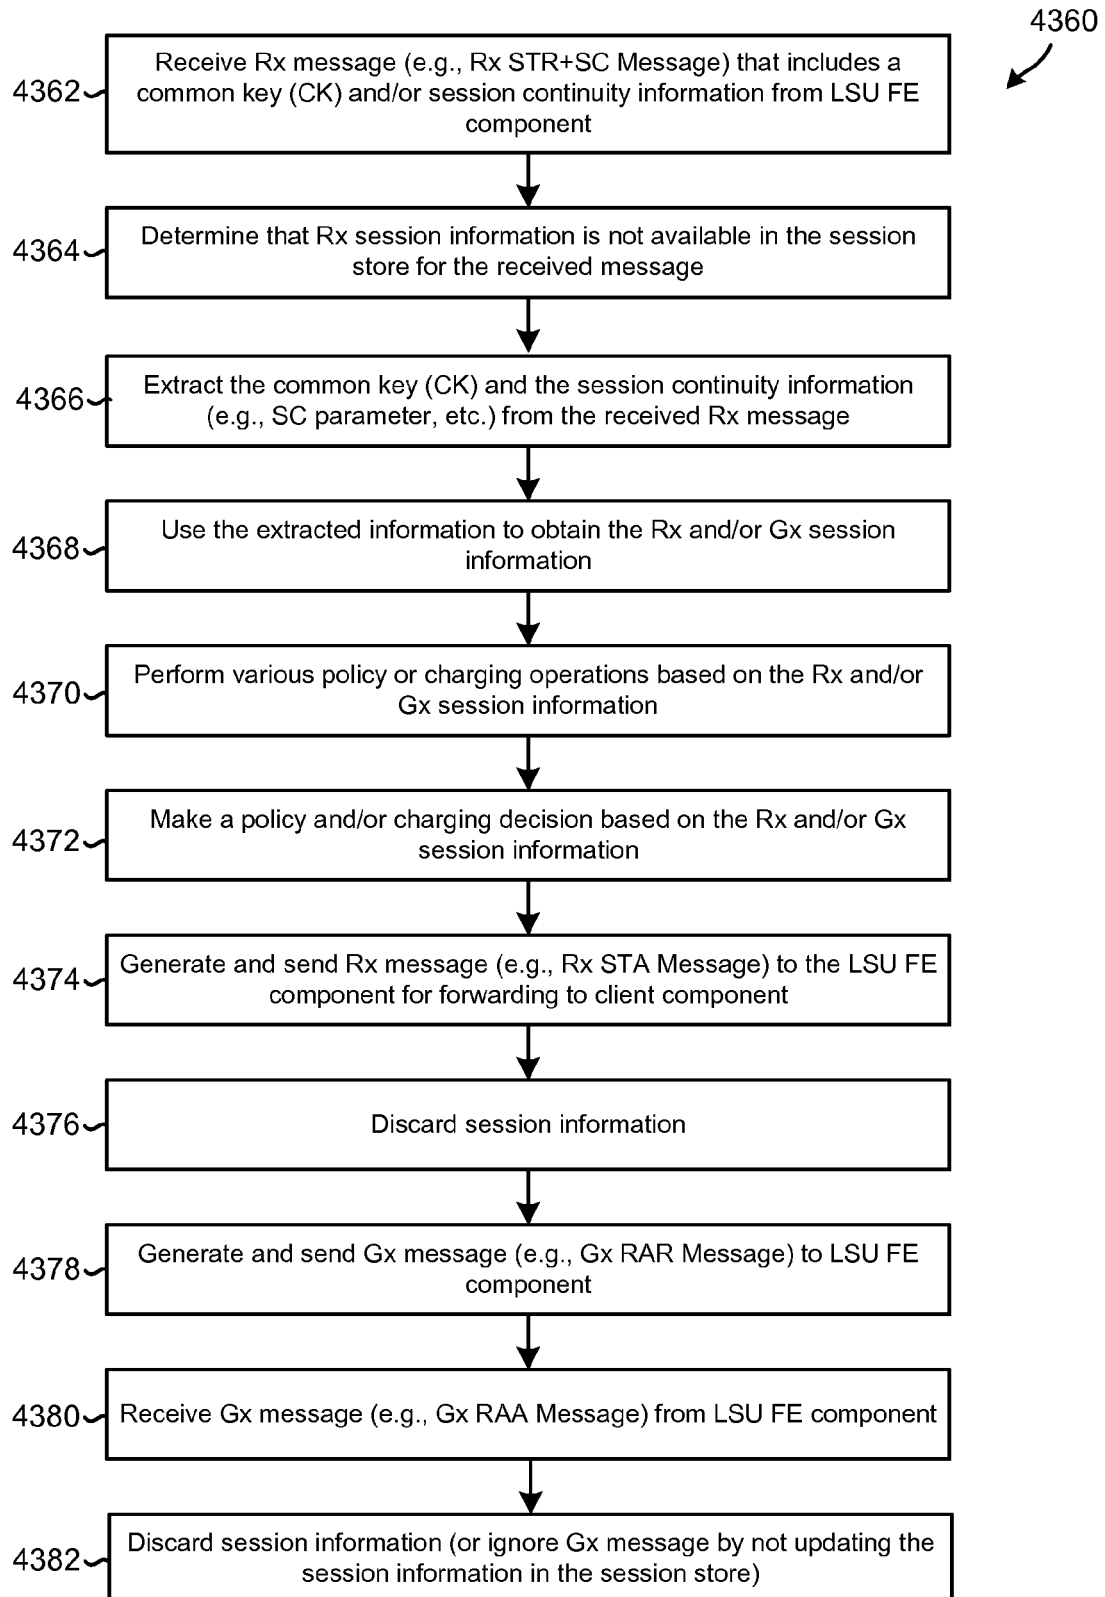 4360
4362
Receive Rx message (e.g., Rx STR+SC Message) that includes a
common key (CK) and/or session continuity information from LSU FE
component
4364
Determine that Rx session information is not available in the session
store for the received message
4366
Extract the common key (CK) and the session continuity information
(e.g., SC parameter, etc.) from the received Rx message
4368
Use the extracted information to obtain the Rx and/or Gx session
information
4370
Perform various policy or charging operations based on the Rx and/or
Gx session information
4372
Make a policy and/or charging decision based on the Rx and/or Gx
session information
4374
Generate and send Rx message (e.g., Rx STA Message) to the LSU FE
component for forwarding to client component
4376
Discard session information
4378
Generate and send Gx message (e.g., Gx RAR Message) to LSU FE
component
4380
Receive Gx message (e.g., Gx RAA Message) from LSU FE component
4382
Discard session information (or ignore Gx message by not updating the
session information in the session store)